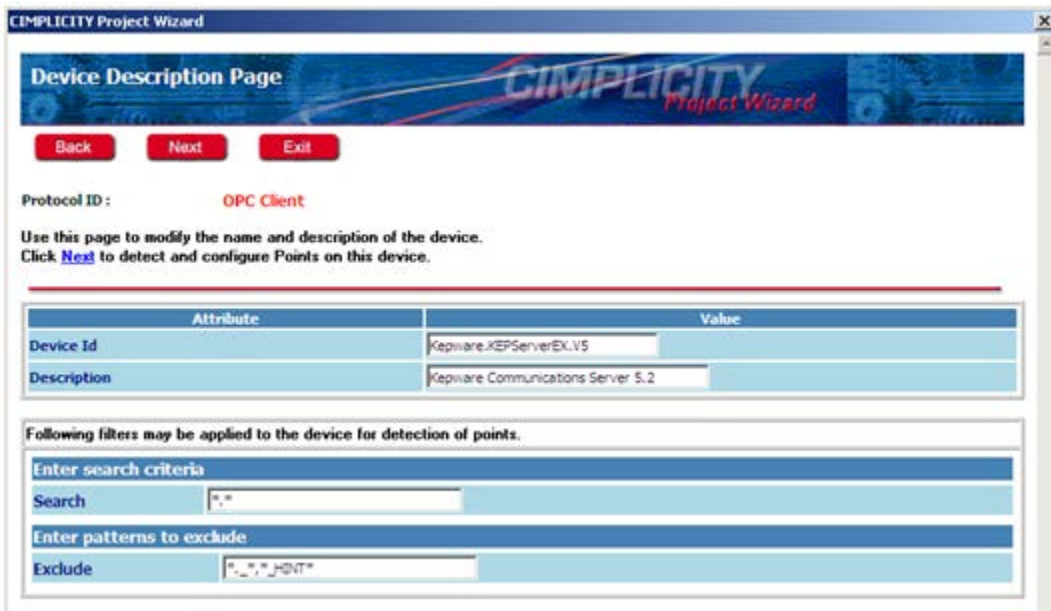 CIMPLICITY Project Wizard
Device Description Page
CIMPLICITY
Project Wizard
Back Next Exit
Protocol ID : OPC Client
Use this page to modify the name and description of the device.
Click Next to detect and configure Points on this device.
Attribute Value
Device Id Kepware.KEPServerEX.V5
Description Kepware Communications Server 5.2
Following filters may be applied to the device for detection of points.
Enter search criteria
Search *.*
Enter patterns to exclude
Exclude *._*,*_HINT*